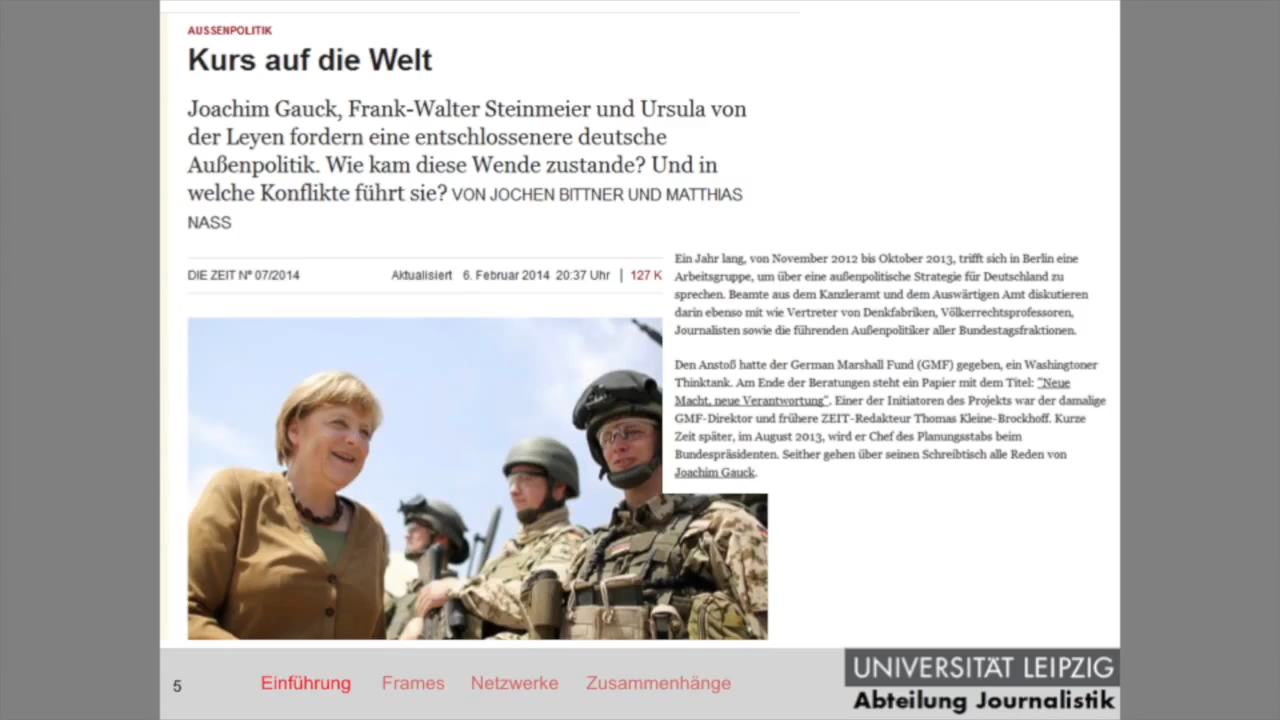 AUSSENPOLITIK
Kurs auf die Welt
Joachim Gauck, Frank-Walter Steinmeier und Ursula von
der Leyen fordern eine entschlossenere deutsche
Außenpolitik. Wie kam diese Wende zustande? Und in
welche Konflikte führt sie? VON JOCHEN BITTNER UND MATTHIAS
NASS
DIE ZEIT Nº 07/2014 Aktualisiert 6. Februar 2014 20:37 Uhr | 127 K
Ein Jahr lang, von November 2012 bis Oktober 2013, trifft sich in Berlin eine
Arbeitsgruppe, um über eine außenpolitische Strategie für Deutschland zu
sprechen. Beamte aus dem Kanzleramt und dem Auswärtigen Amt diskutieren
darin ebenso mit wie Vertreter von Denkfabriken, Völkerrechtsprofessoren,
Journalisten sowie die führenden Außenpolitiker aller Bundestagsfraktionen.
Den Anstoß hatte der German Marshall Fund (GMF) gegeben, ein Washingtoner
Thinktank. Am Ende der Beratungen steht ein Papier mit dem Titel: "Neue
Macht, neue Verantwortung". Einer der Initiatoren des Projekts war der damalige
GMF-Direktor und frühere ZEIT-Redakteur Thomas Kleine-Brockhoff. Kurze
Zeit später, im August 2013, wird er Chef des Planungsstabs beim
Bundespräsidenten. Seither gehen über seinen Schreibtisch alle Reden von
Joachim Gauck.
5 Einführung Frames Netzwerke Zusammenhänge
UNIVERSITÄT LEIPZIG
Abteilung Journalistik